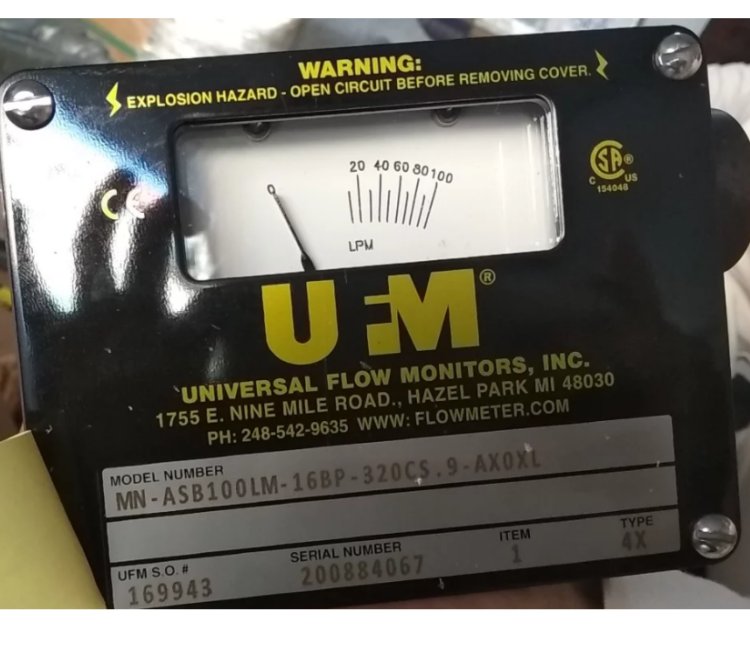 WARNING:
EXPLOSION HAZARD - OPEN CIRCUIT BEFORE REMOVING COVER.
0 20 40 60 80 100
LPM
CE
CSA®
C US
154048
UFM®
UNIVERSAL FLOW MONITORS, INC.
1755 E. NINE MILE ROAD., HAZEL PARK MI 48030
PH: 248-542-9635 WWW: FLOWMETER.COM
MODEL NUMBER
MN-ASB100LM-16BP-320CS.9-AX0XL
UFM S.O. # SERIAL NUMBER ITEM TYPE
169943 200884067 1 4X